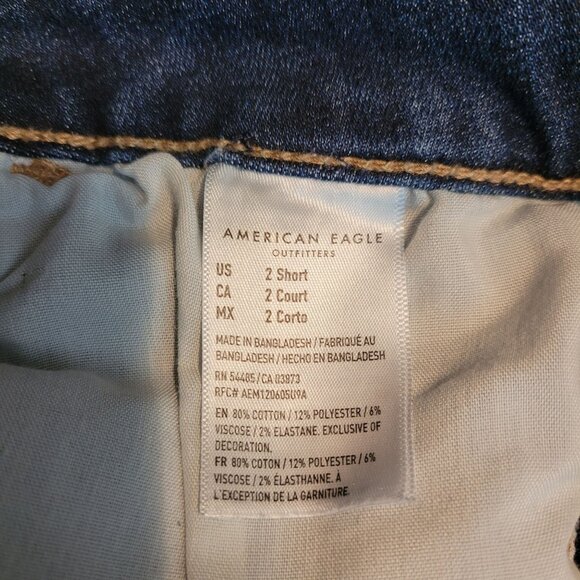 AMERICAN EAGLE
OUTFITTERS
US 2 Short
CA 2 Court
MX 2 Corto
MADE IN BANGLADESH / FABRIQUÉ AU
BANGLADESH / HECHO EN BANGLADESH
RN 54485 / CA 03873
RFC# AEM120605U9A
EN 80% COTTON / 12% POLYESTER / 6%
VISCOSE / 2% ELASTANE. EXCLUSIVE OF
DECORATION.
FR 80% COTON / 12% POLYESTER / 6%
VISCOSE / 2% ÉLASTHANNE. À
L'EXCEPTION DE LA GARNITURE.